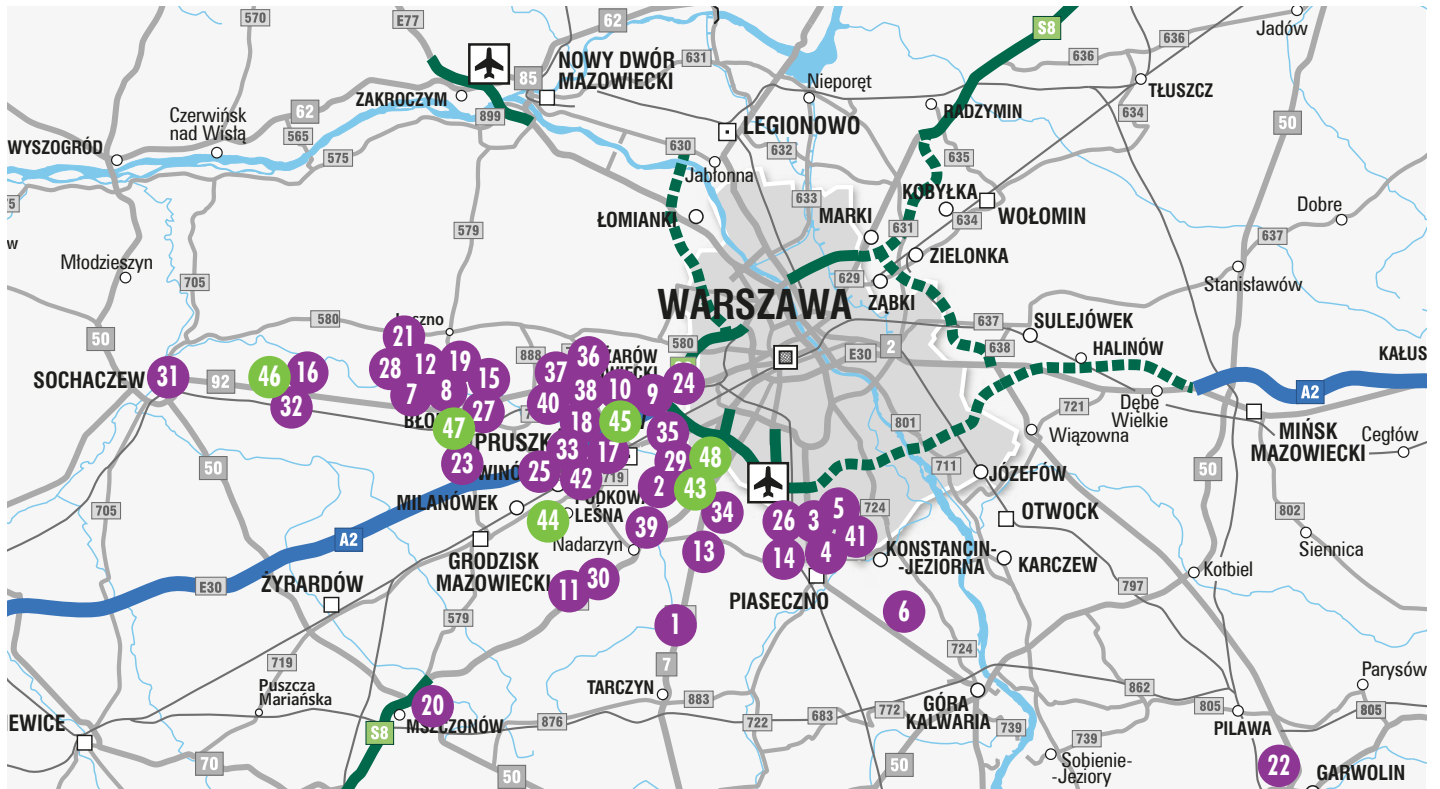 570
E77
62
S8
Jadów
636
636
NOWY DWÓR
MAZOWIECKI
631
85
Nieporęt
TŁUSZCZ
ZAKROCZYM
RADZYMIN
Czerwińsk
nad Wisłą
62
899
634
50
565
LEGIONOWO
WYSZOGRÓD
575
630
632
635
Jabłonna
KOBYŁKA
633
WOŁOMIN
Dobre
ŁOMIANKI
MARKI
634
579
631
637
w
Młodzieszyn
ZIELONKA
705
629
Stanisławów
ZĄBKI
WARSZAWA
580
637
SULEJÓWEK
50
21
580
E30
2
638
HALINÓW
KAŁUS
888
36
28
12
19
37
SOCHACZEW
31
92
46
16
15
38
10
9
24
A2
7
8
40
32
27
721
Dębe
Wielkie
18
45
47
35
801
Wiązowna
MIŃSK
MAZOWIECKI
Cegłów
PRUSZK
33
17
29
48
50
23
25
42
719
2
43
711
JÓZEFÓW
50
MILANÓWEK
705
44
LEŚNA
34
5
724
OTWOCK
802
39
26
3
A2
Nadarzyn
41
Siennica
GRODZISK
MAZOWIECKI
13
14
4
KONSTANCIN-
-JEZIORNA
KARCZEW
E30
ŻYRARDÓW
30
11
PIASECZNO
797
Kołbiel
6
579
1
724
719
7
Parysów
Puszcza
Mariańska
TARCZYN
883
GÓRA
KALWARIA
862
20
772
805
805
683
IEWICE
MSZCZONÓW
876
722
739
PILAWA
S8
739
70
50
50
Sobienie-
-Jeziory
22
GARWOLIN